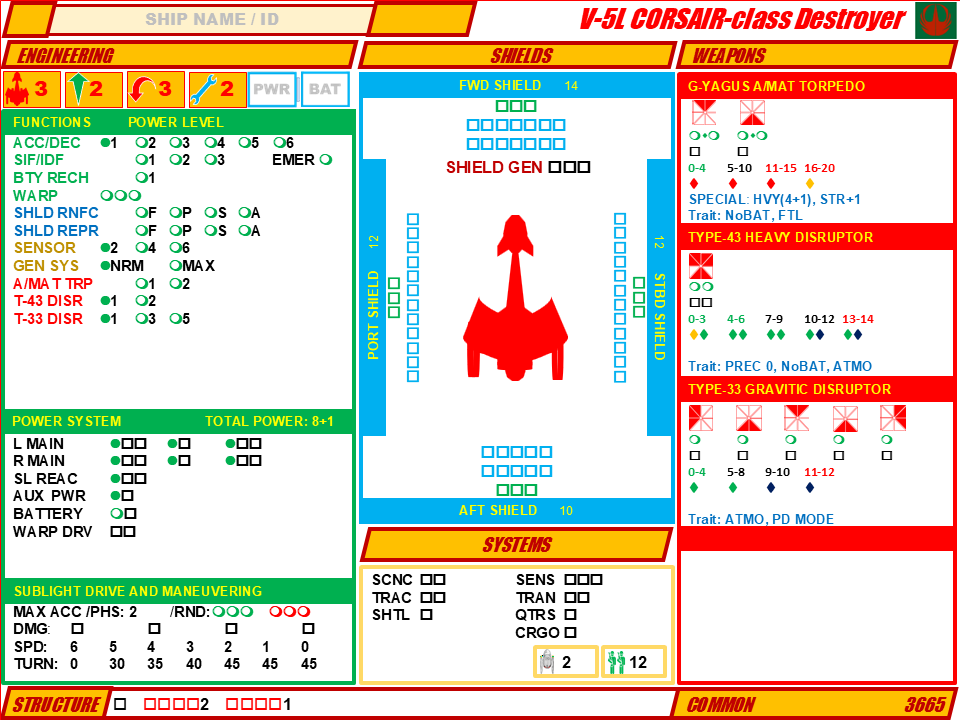 SHIP NAME / ID
V-5L CORSAIR-class Destroyer
ENGINEERING
3 2 3 2 PWR BAT
FUNCTIONS POWER LEVEL
ACC/DEC 1 2 3 4 5 6
SIF/IDF 1 2 3 EMER
BTY RECH 1
WARP
SHLD RNFC F P S A
SHLD REPR F P S A
SENSOR 2 4 6
GEN SYS NRM MAX
A/MAT TRP 1 2
T-43 DISR 1 2
T-33 DISR 1 3 5
POWER SYSTEM TOTAL POWER: 8+1
L MAIN
R MAIN
SL REAC
AUX PWR
BATTERY
WARP DRV
SUBLIGHT DRIVE AND MANEUVERING
MAX ACC /PHS: 2 /RND:
DMG:
SPD: 6 5 4 3 2 1 0
TURN: 0 30 35 40 45 45 45
SHIELDS
FWD SHIELD 14
SHIELD GEN
PORT SHIELD 12
12 STBD SHIELD
AFT SHIELD 10
SYSTEMS
SCNC SENS
TRAC TRAN
SHTL QTRS
CRGO
2 12
WEAPONS
G-YAGUS A/MAT TORPEDO
0-4 5-10 11-15 16-20
SPECIAL: HVY(4+1), STR+1
Trait: NoBAT, FTL
TYPE-43 HEAVY DISRUPTOR
0-3 4-6 7-9 10-12 13-14
Trait: PREC 0, NoBAT, ATMO
TYPE-33 GRAVITIC DISRUPTOR
0-4 5-8 9-10 11-12
Trait: ATMO, PD MODE
STRUCTURE 2 1
COMMON 3665